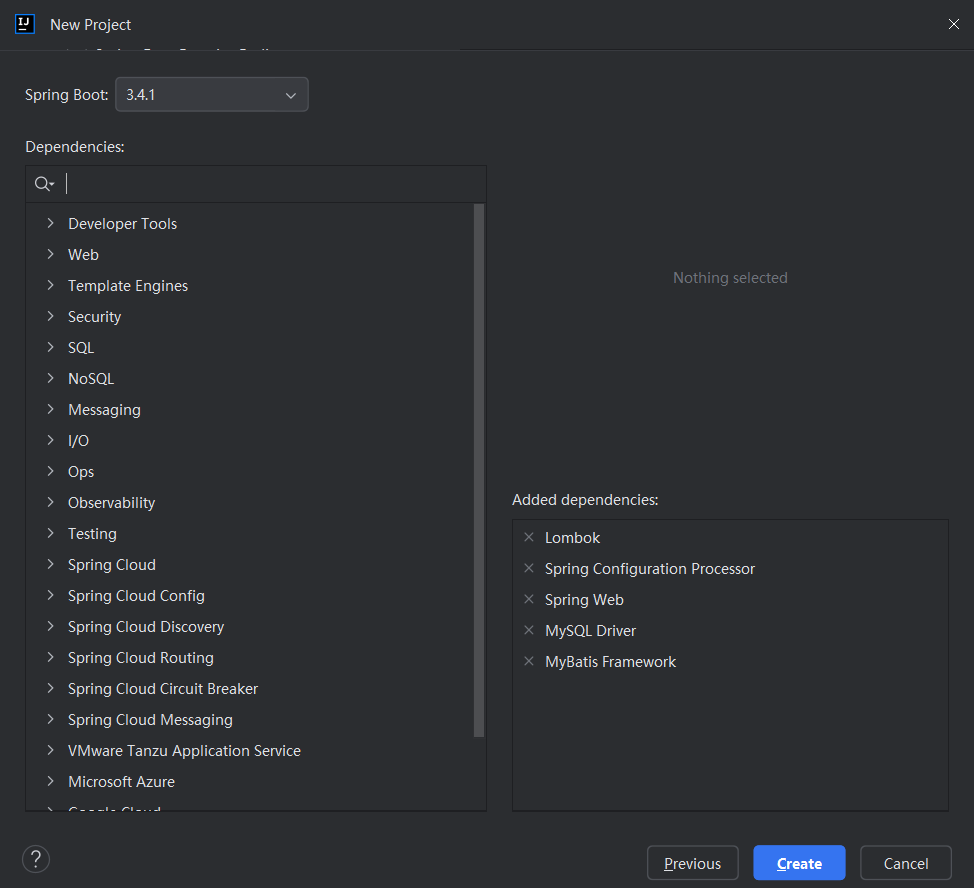 IJ
New Project
Spring Boot: 3.4.1
Dependencies:
Developer Tools
Web
Template Engines
Security
SQL
NoSQL
Messaging
I/O
Ops
Observability
Testing
Spring Cloud
Spring Cloud Config
Spring Cloud Discovery
Spring Cloud Routing
Spring Cloud Circuit Breaker
Spring Cloud Messaging
VMware Tanzu Application Service
Microsoft Azure
Google Cloud
Nothing selected
Added dependencies:
Lombok
Spring Configuration Processor
Spring Web
MySQL Driver
MyBatis Framework
?
Previous
Create
Cancel